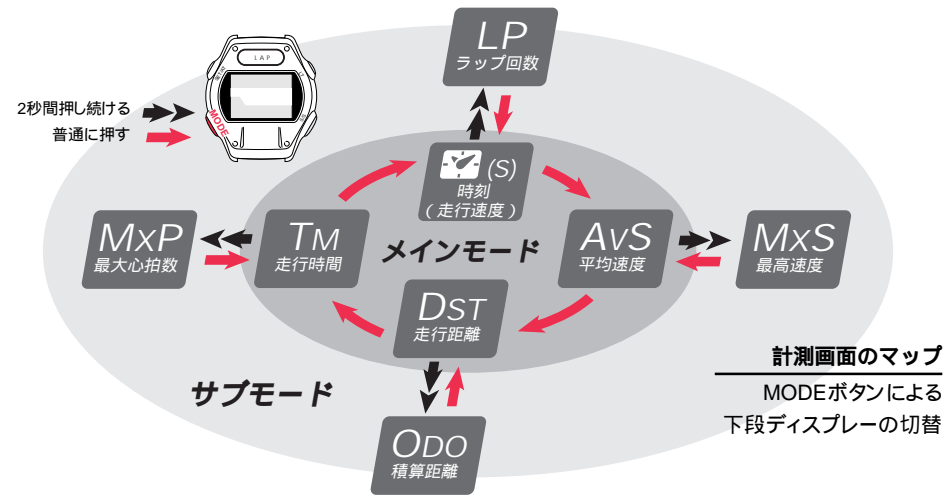 LP
ラップ回数
LAP
MODE
2秒間押し続ける
普通に押す
(S)
時刻
(走行速度)
MXP
最大心拍数
TM
走行時間
メインモード
AVS
平均速度
MXS
最高速度
DST
走行距離
サブモード
ODO
積算距離
計測画面のマップ
MODEボタンによる
下段ディスプレーの切替